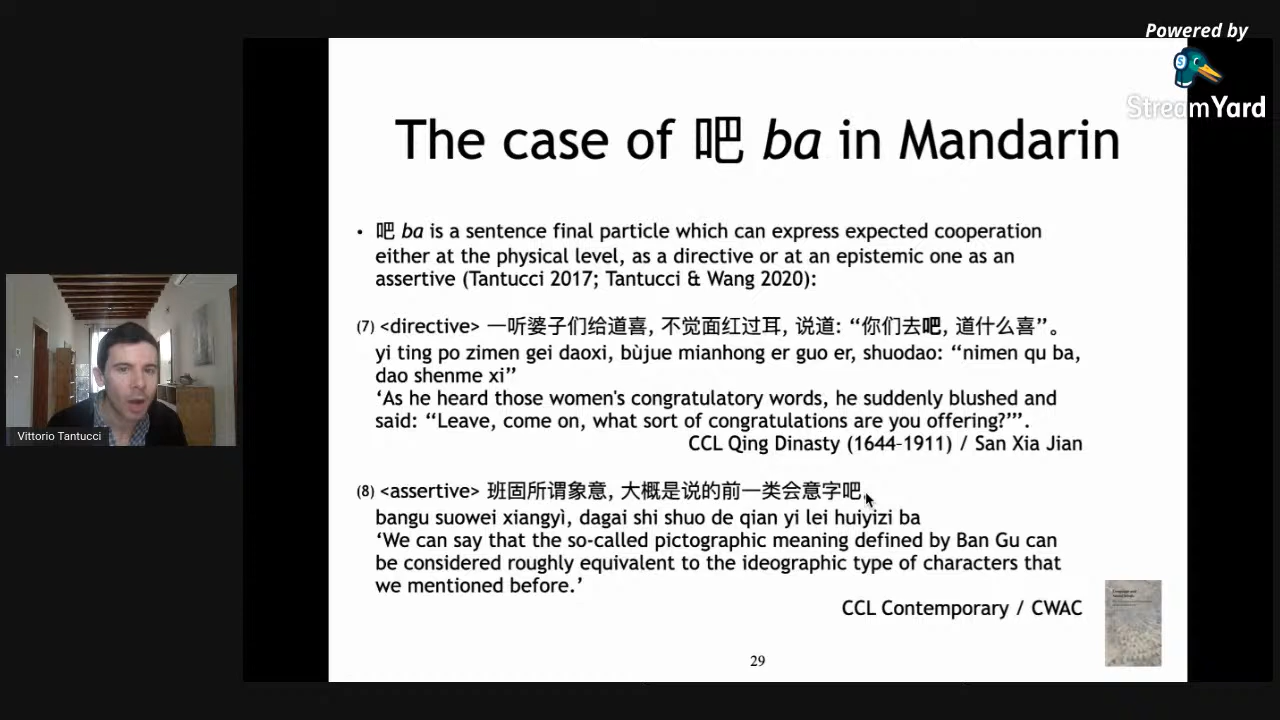 Powered by
StreamYard
The case of 吧 ba in Mandarin
• 吧 ba is a sentence final particle which can express expected cooperation
either at the physical level, as a directive or at an epistemic one as an
assertive (Tantucci 2017; Tantucci & Wang 2020):
(7) <directive> 一听婆子们给道喜, 不觉面红过耳, 说道: “你们去吧, 道什么喜”。
yi ting po zimen gei daoxi, bùjue mianhong er guo er, shuodao: “nimen qu ba,
dao shenme xi”
‘As he heard those women's congratulatory words, he suddenly blushed and
said: “Leave, come on, what sort of congratulations are you offering?”’.
CCL Qing Dinasty (1644-1911) / San Xia Jian
(8) <assertive> 班固所谓象意, 大概是说的前一类会意字吧,
bangu suowei xiangyì, dagai shi shuo de qian yi lei huiyizi ba
‘We can say that the so-called pictographic meaning defined by Ban Gu can
be considered roughly equivalent to the ideographic type of characters that
we mentioned before.’
CCL Contemporary / CWAC
29
Vittorio Tantucci